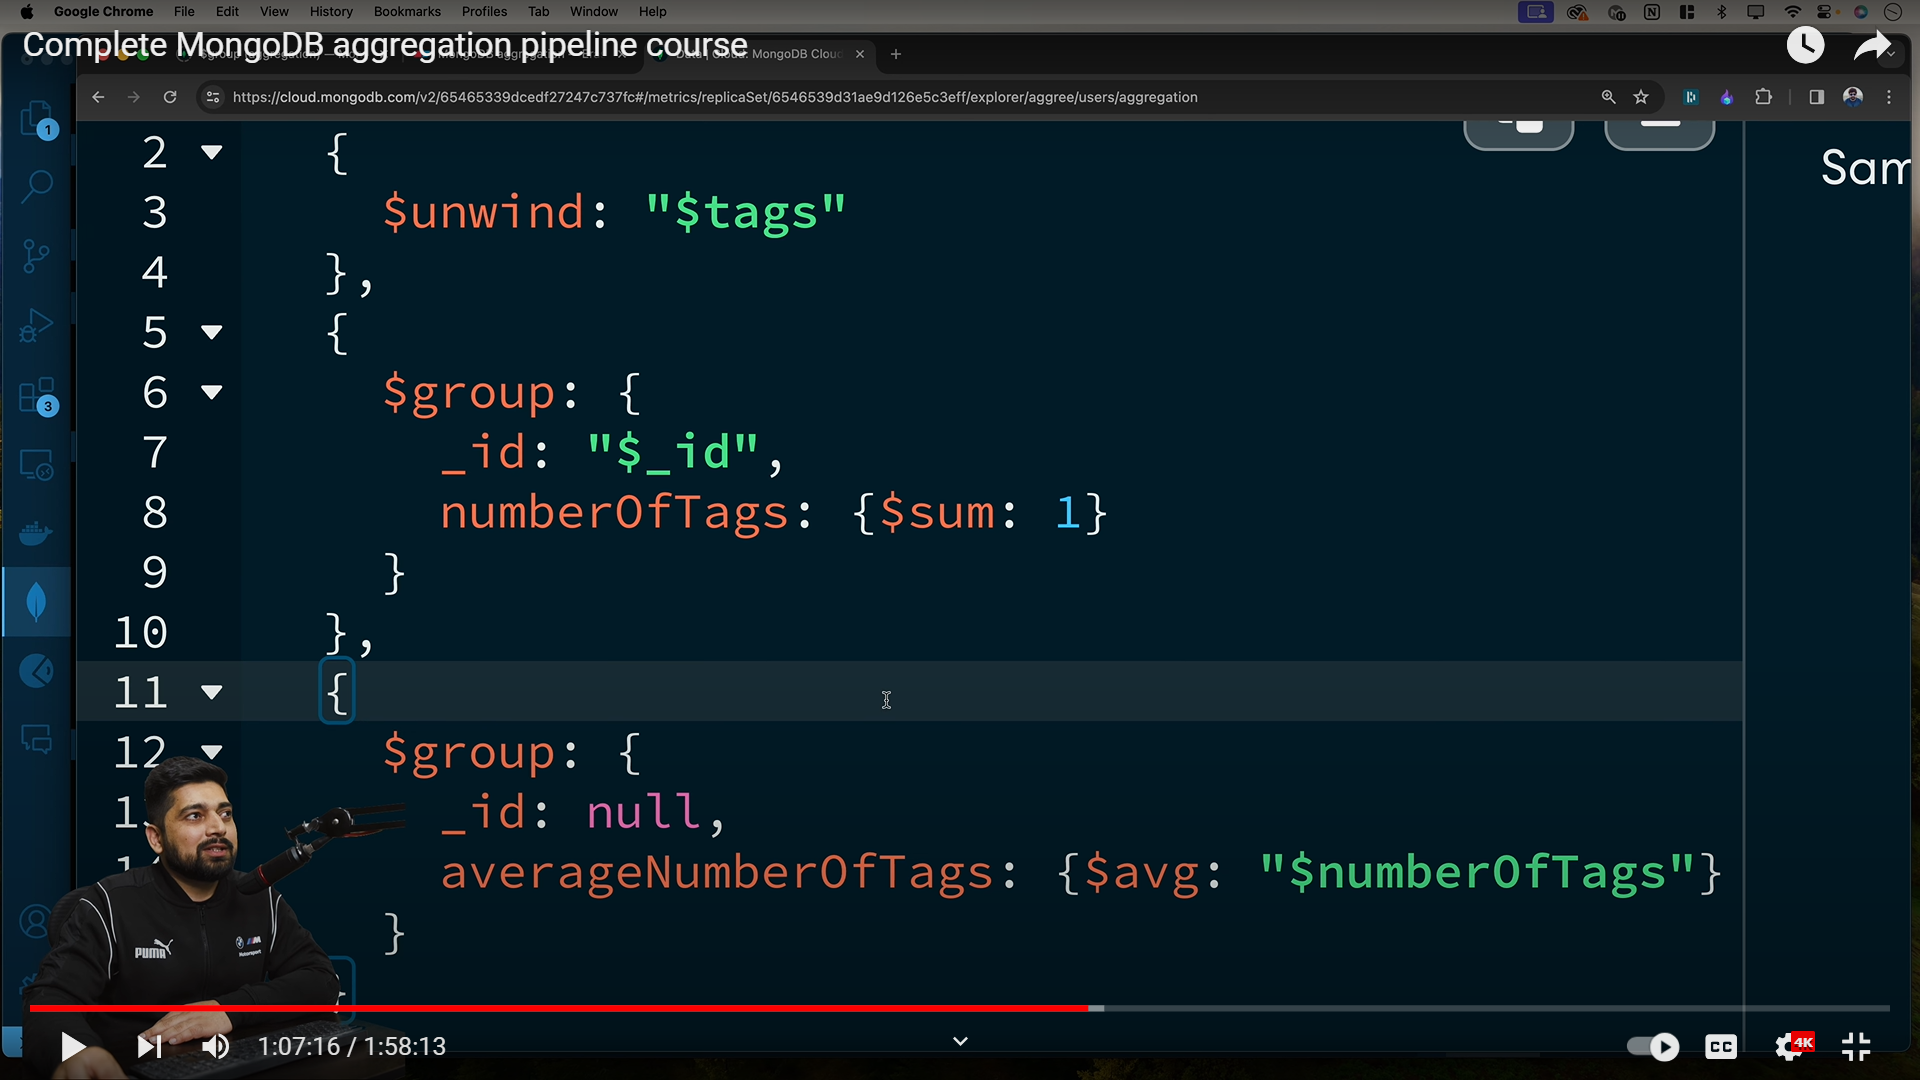 Google Chrome File Edit View History Bookmarks Profiles Tab Window Help
Complete MongoDB aggregation pipeline course
MongoDB Cloud
https://cloud.mongodb.com/v2/65465339dcedf27247c737fc#/metrics/replicaSet/6546539d31ae9d126e5c3eff/explorer/aggree/users/aggregation
Sam
1
3
2 {
3 $unwind: "$tags"
4 },
5 {
6 $group: {
7 _id: "$_id",
8 numberOfTags: {$sum: 1}
9 }
10 },
11 {
12 $group: {
_id: null,
averageNumberOfTags: {$avg: "$numberOfTags"}
}
PUMA
1:07:16 / 1:58:13
CC
4K